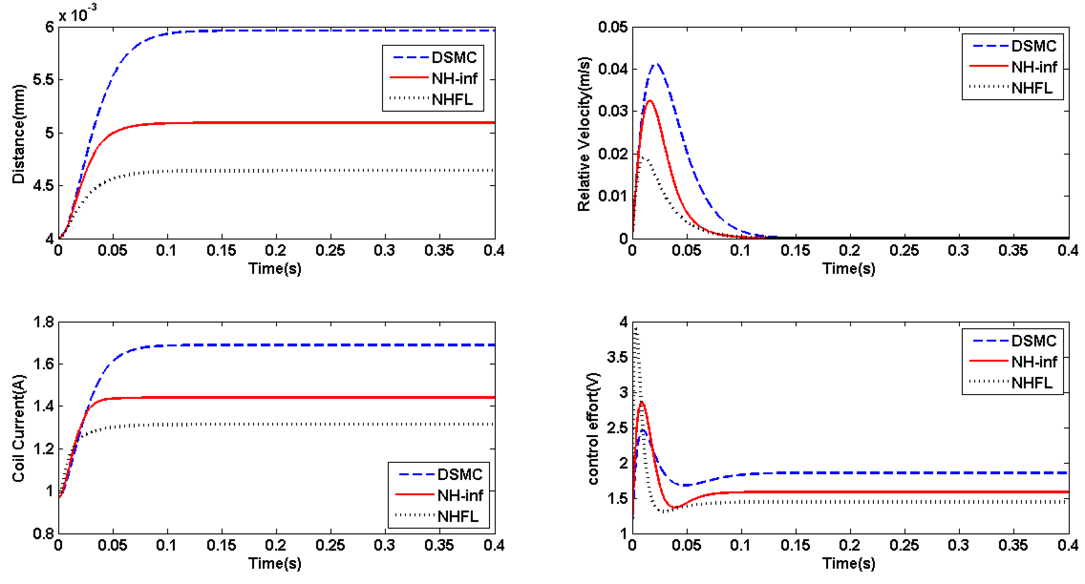 x 10⁻³
6
5.5
5
4.5
4
0
0.05
0.1
0.15
0.2
0.25
0.3
0.35
0.4
Time(s)
Distance(mm)
DSMC
NH-inf
NHFL
0.05
0.04
0.03
0.02
0.01
0
0
0.05
0.1
0.15
0.2
0.25
0.3
0.35
0.4
Time(s)
Relative Velocity(m/s)
DSMC
NH-inf
NHFL
1.8
1.6
1.4
1.2
1
0.8
0
0.05
0.1
0.15
0.2
0.25
0.3
0.35
0.4
Time(s)
Coil Current(A)
DSMC
NH-inf
NHFL
4
3.5
3
2.5
2
1.5
1
0
0.05
0.1
0.15
0.2
0.25
0.3
0.35
0.4
Time(s)
control effort(V)
DSMC
NH-inf
NHFL